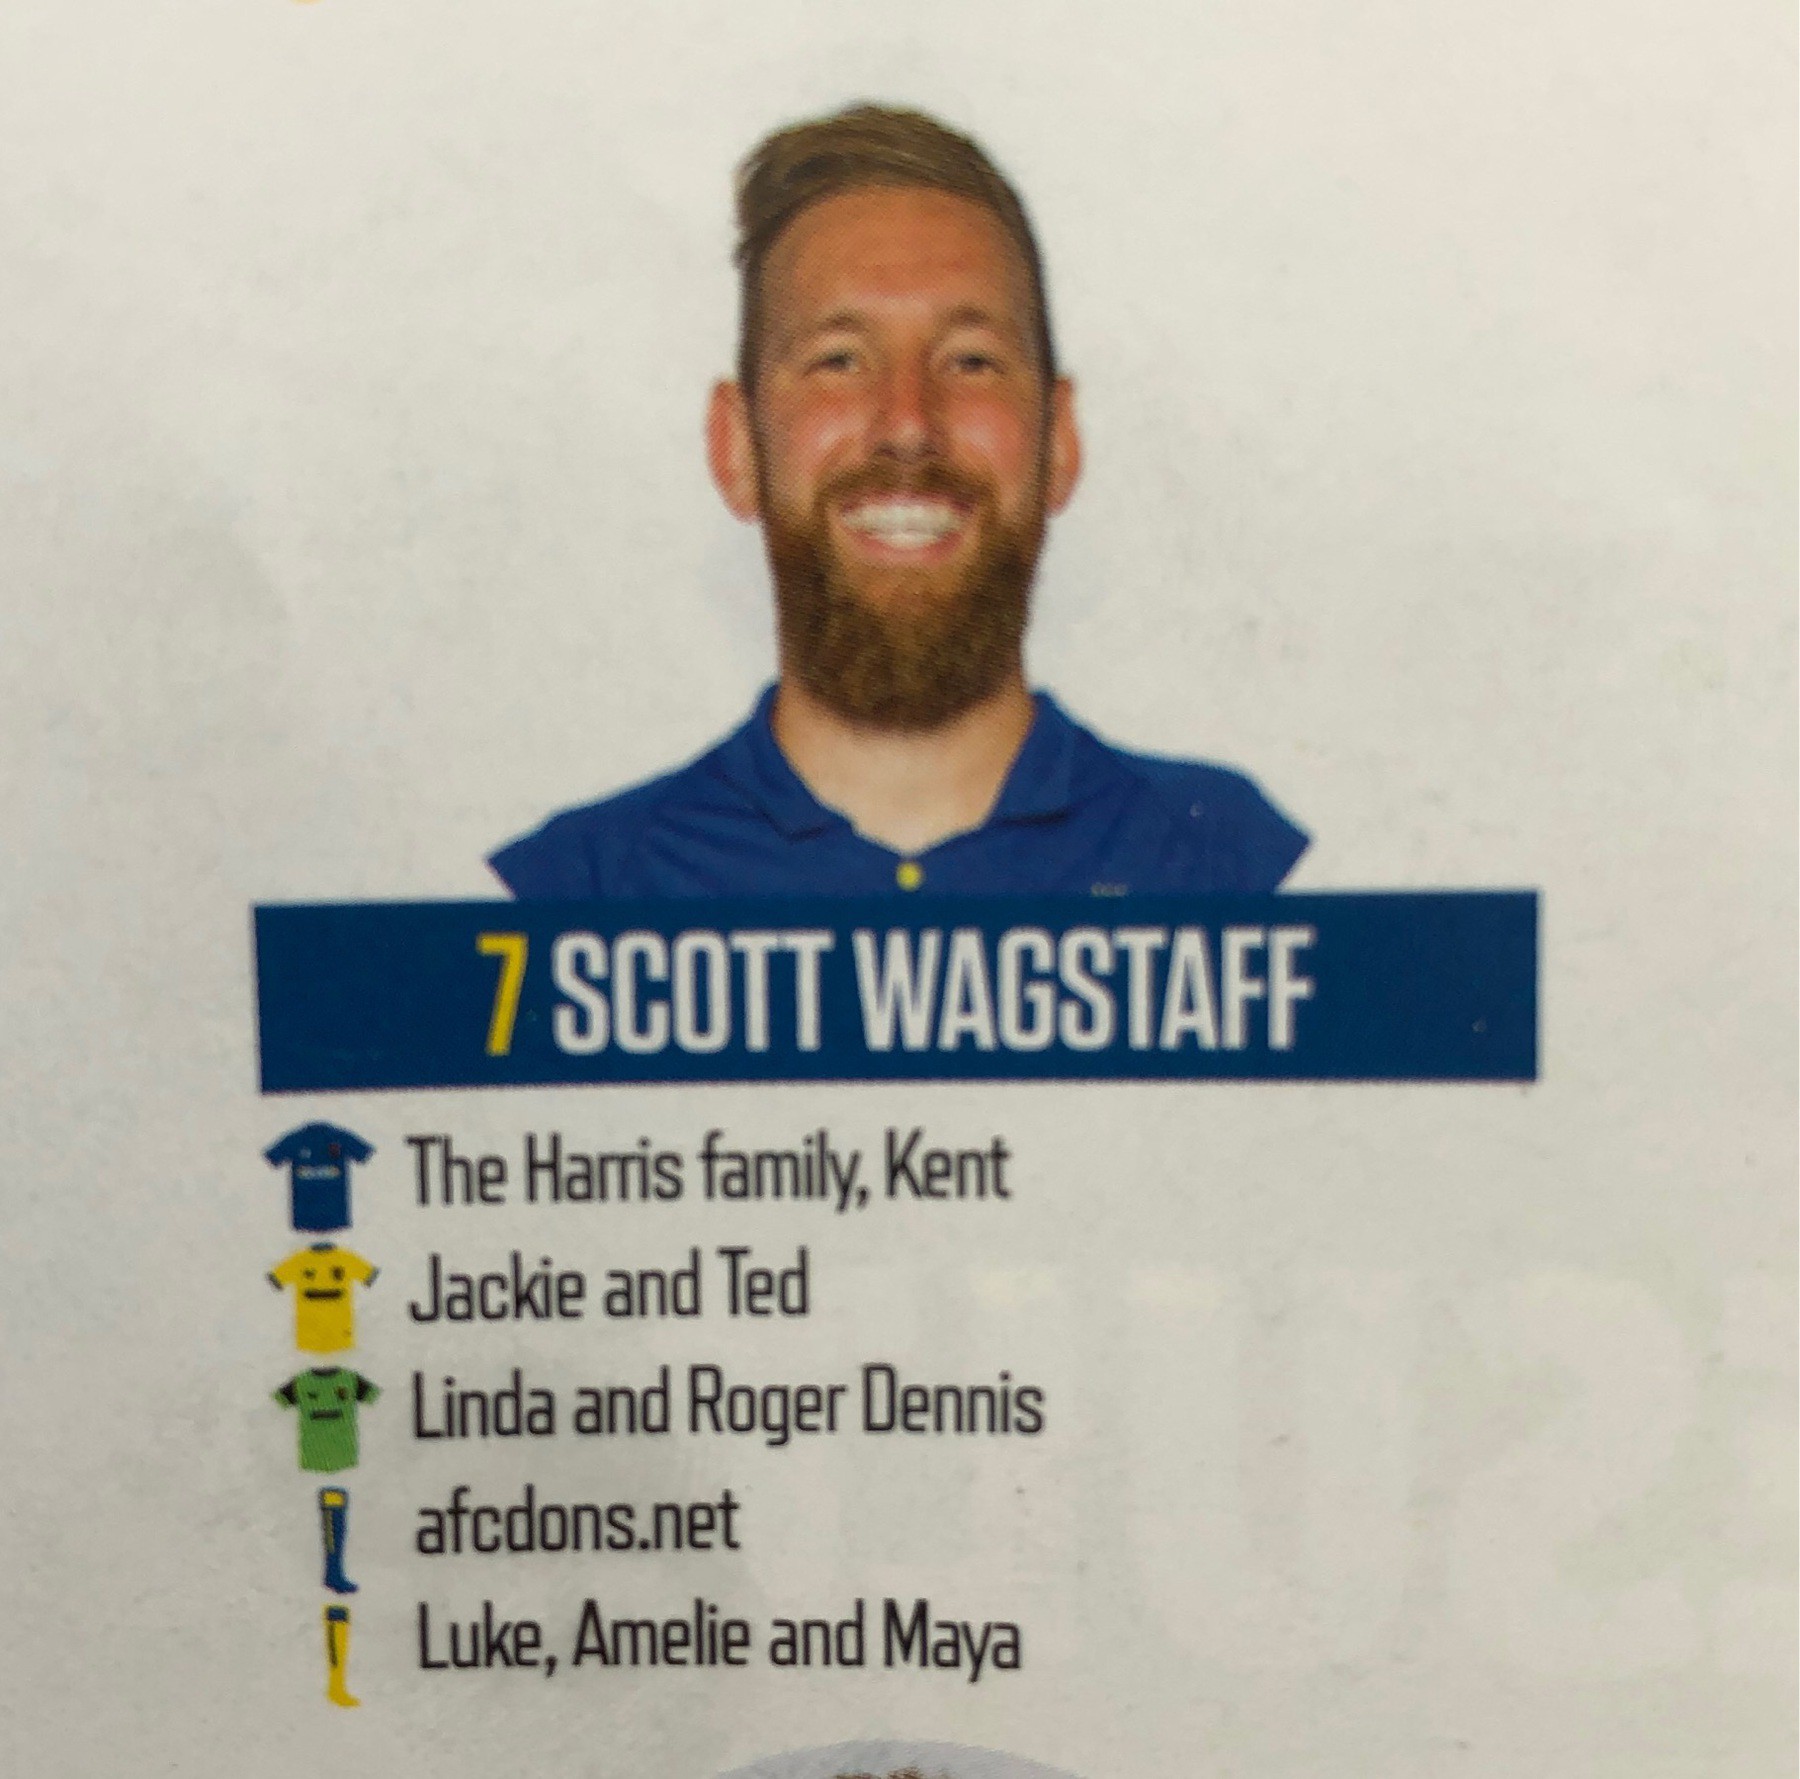 7 SCOTT WAGSTAFF
The Harris family, Kent
Jackie and Ted
Linda and Roger Dennis
afcdons.net
Luke, Amelie and Maya